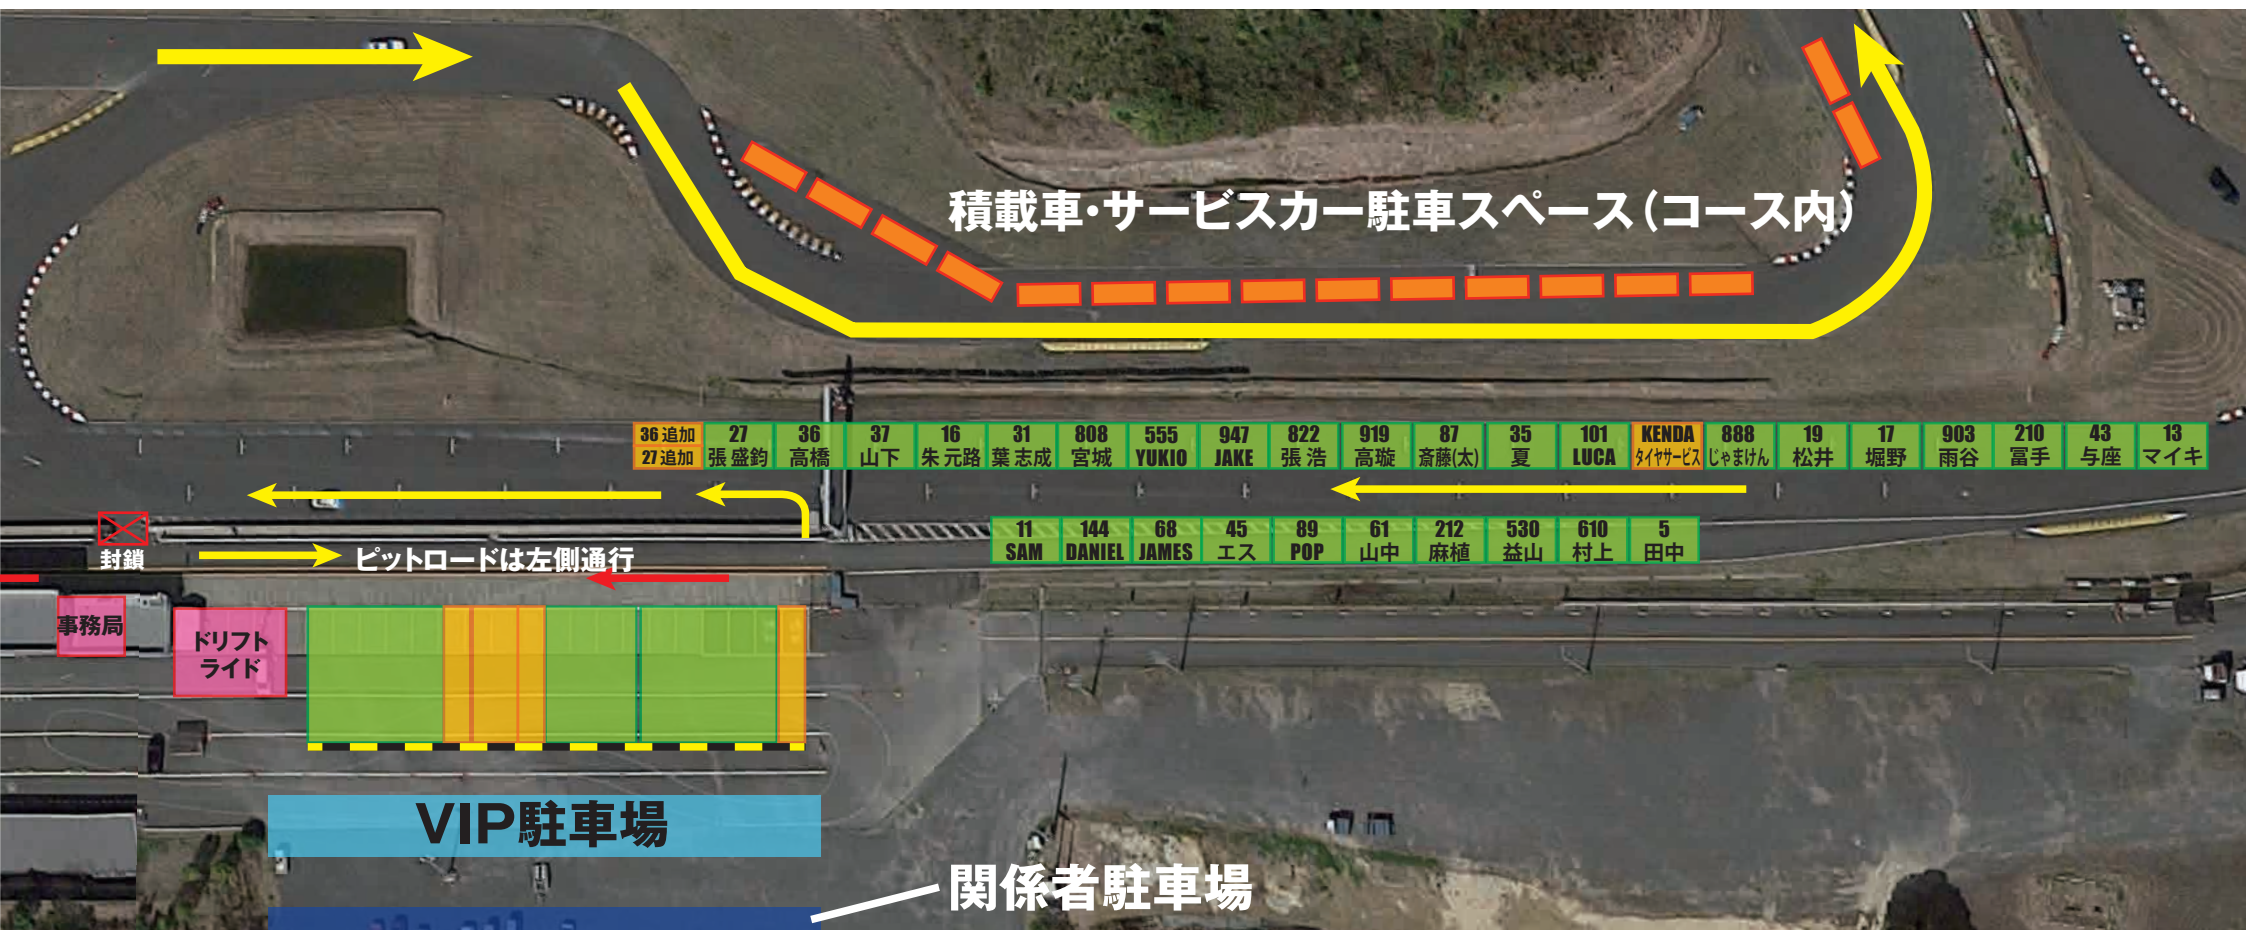 積載車・サービスカー駐車スペース（コース内）
36 追加
27 追加
27
張 盛鈞
36
高橋
37
山下
16
朱 元路
31
葉 志成
808
宮城
555
YUKIO
947
JAKE
822
張 浩
919
高璇
87
斎藤(太)
35
夏
101
LUCA
KENDA
タイヤサービス
888
じゃまけん
19
松井
17
堀野
903
雨谷
210
冨手
43
与座
13
マイキ
11
SAM
144
DANIEL
68
JAMES
45
エス
89
POP
61
山中
212
麻植
530
益山
610
村上
5
田中
封鎖
ピットロードは左側通行
事務局
ドリフト
ライド
VIP駐車場
関係者駐車場